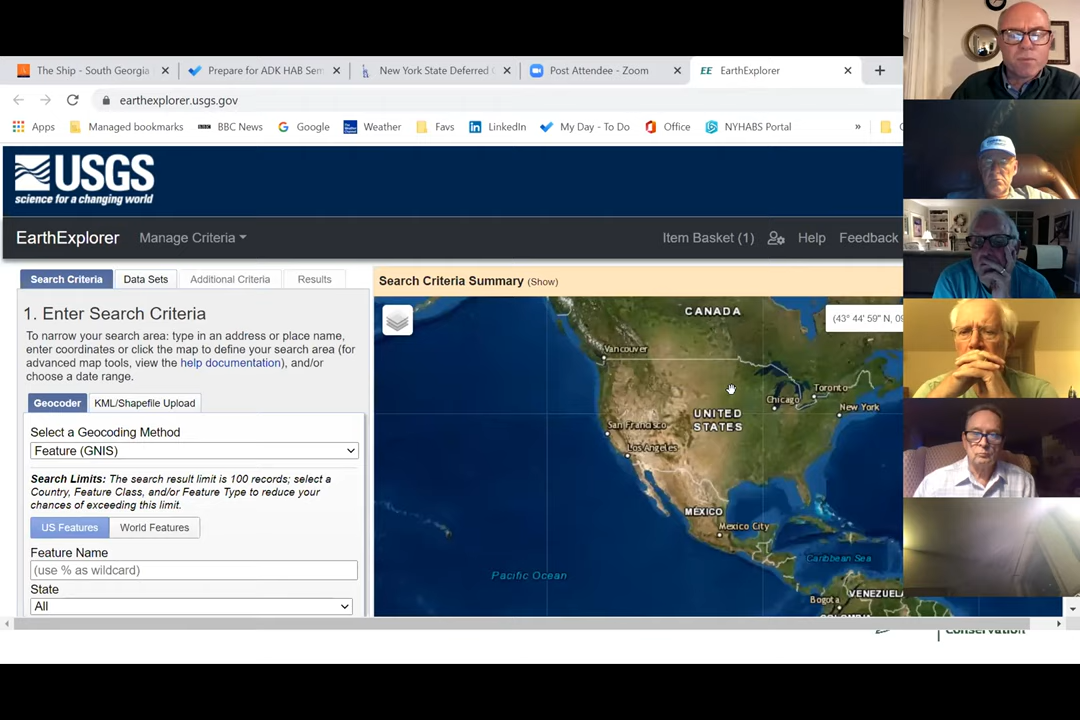 The Ship - South Georgia
Prepare for ADK HAB Sem
New York State Deferred C
Post Attendee - Zoom
EE EarthExplorer
earthexplorer.usgs.gov
Apps
Managed bookmarks
BBC News
Google
Weather
Favs
LinkedIn
My Day - To Do
Office
NYHABS Portal
»
USGS
science for a changing world
EarthExplorer
Manage Criteria
Item Basket (1)
Help
Feedback
Search Criteria
Data Sets
Additional Criteria
Results
Search Criteria Summary (Show)
1. Enter Search Criteria
To narrow your search area: type in an address or place name,
enter coordinates or click the map to define your search area (for
advanced map tools, view the help documentation), and/or
choose a date range.
Geocoder
KML/Shapefile Upload
Select a Geocoding Method
Feature (GNIS)
Search Limits: The search result limit is 100 records; select a
Country, Feature Class, and/or Feature Type to reduce your
chances of exceeding this limit.
US Features
World Features
Feature Name
(use % as wildcard)
State
All
CANADA
(43° 44' 59" N, 09
Vancouver
Toronto
Chicago
New York
UNITED
STATES
San Francisco
Los Angeles
MÉXICO
Mexico City
Caribbean Sea
Pacific Ocean
Bogota
VENEZUELA
COLOMBIA
Conservation